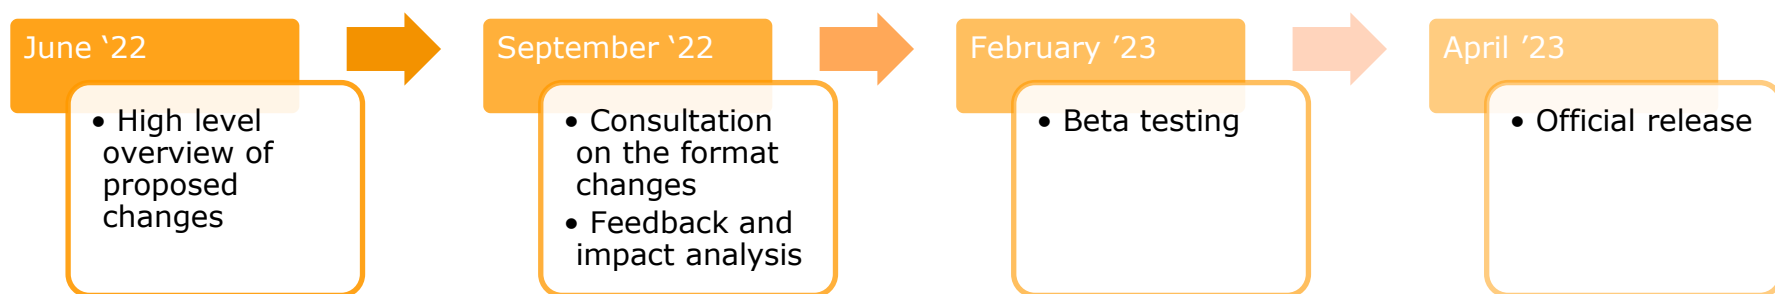 June ‘22
• High level
overview of
proposed
changes
September ‘22
• Consultation
on the format
changes
• Feedback and
impact analysis
February ’23
• Beta testing
April ’23
• Official release